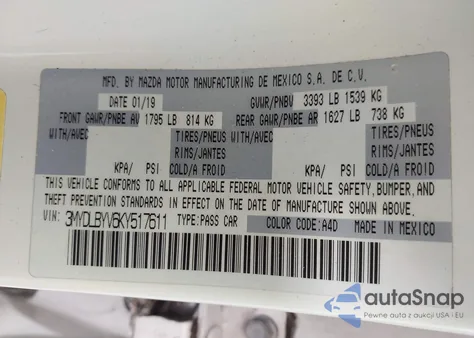 MFD. BY MAZDA MOTOR MANUFACTURING DE MEXICO S.A. DE C.V.
DATE 01/19 GVWR/PNBV 3393 LB 1539 KG
FRONT GAWR/PNBE AV 1795 LB 814 KG REAR GAWR/PNBE AR 1627 LB 738 KG
WITH/AVEC TIRES/PNEUS WITH/AVEC TIRES/PNEUS
RIMS/JANTES RIMS/JANTES
KPA/ PSI COLD/A FROID KPA/ PSI COLD/A FROID
THIS VEHICLE CONFORMS TO ALL APPLICABLE FEDERAL MOTOR VEHICLE SAFETY, BUMPER, AND
THEFT PREVENTION STANDARDS IN EFFECT ON THE DATE OF MANUFACTURE SHOWN ABOVE.
VIN: 3MYDLBYV6KY517611 TYPE: PASS CAR COLOR CODE: A4D MADE IN MEXICO
autoSnap
Pewne auta z aukcji USA i EU